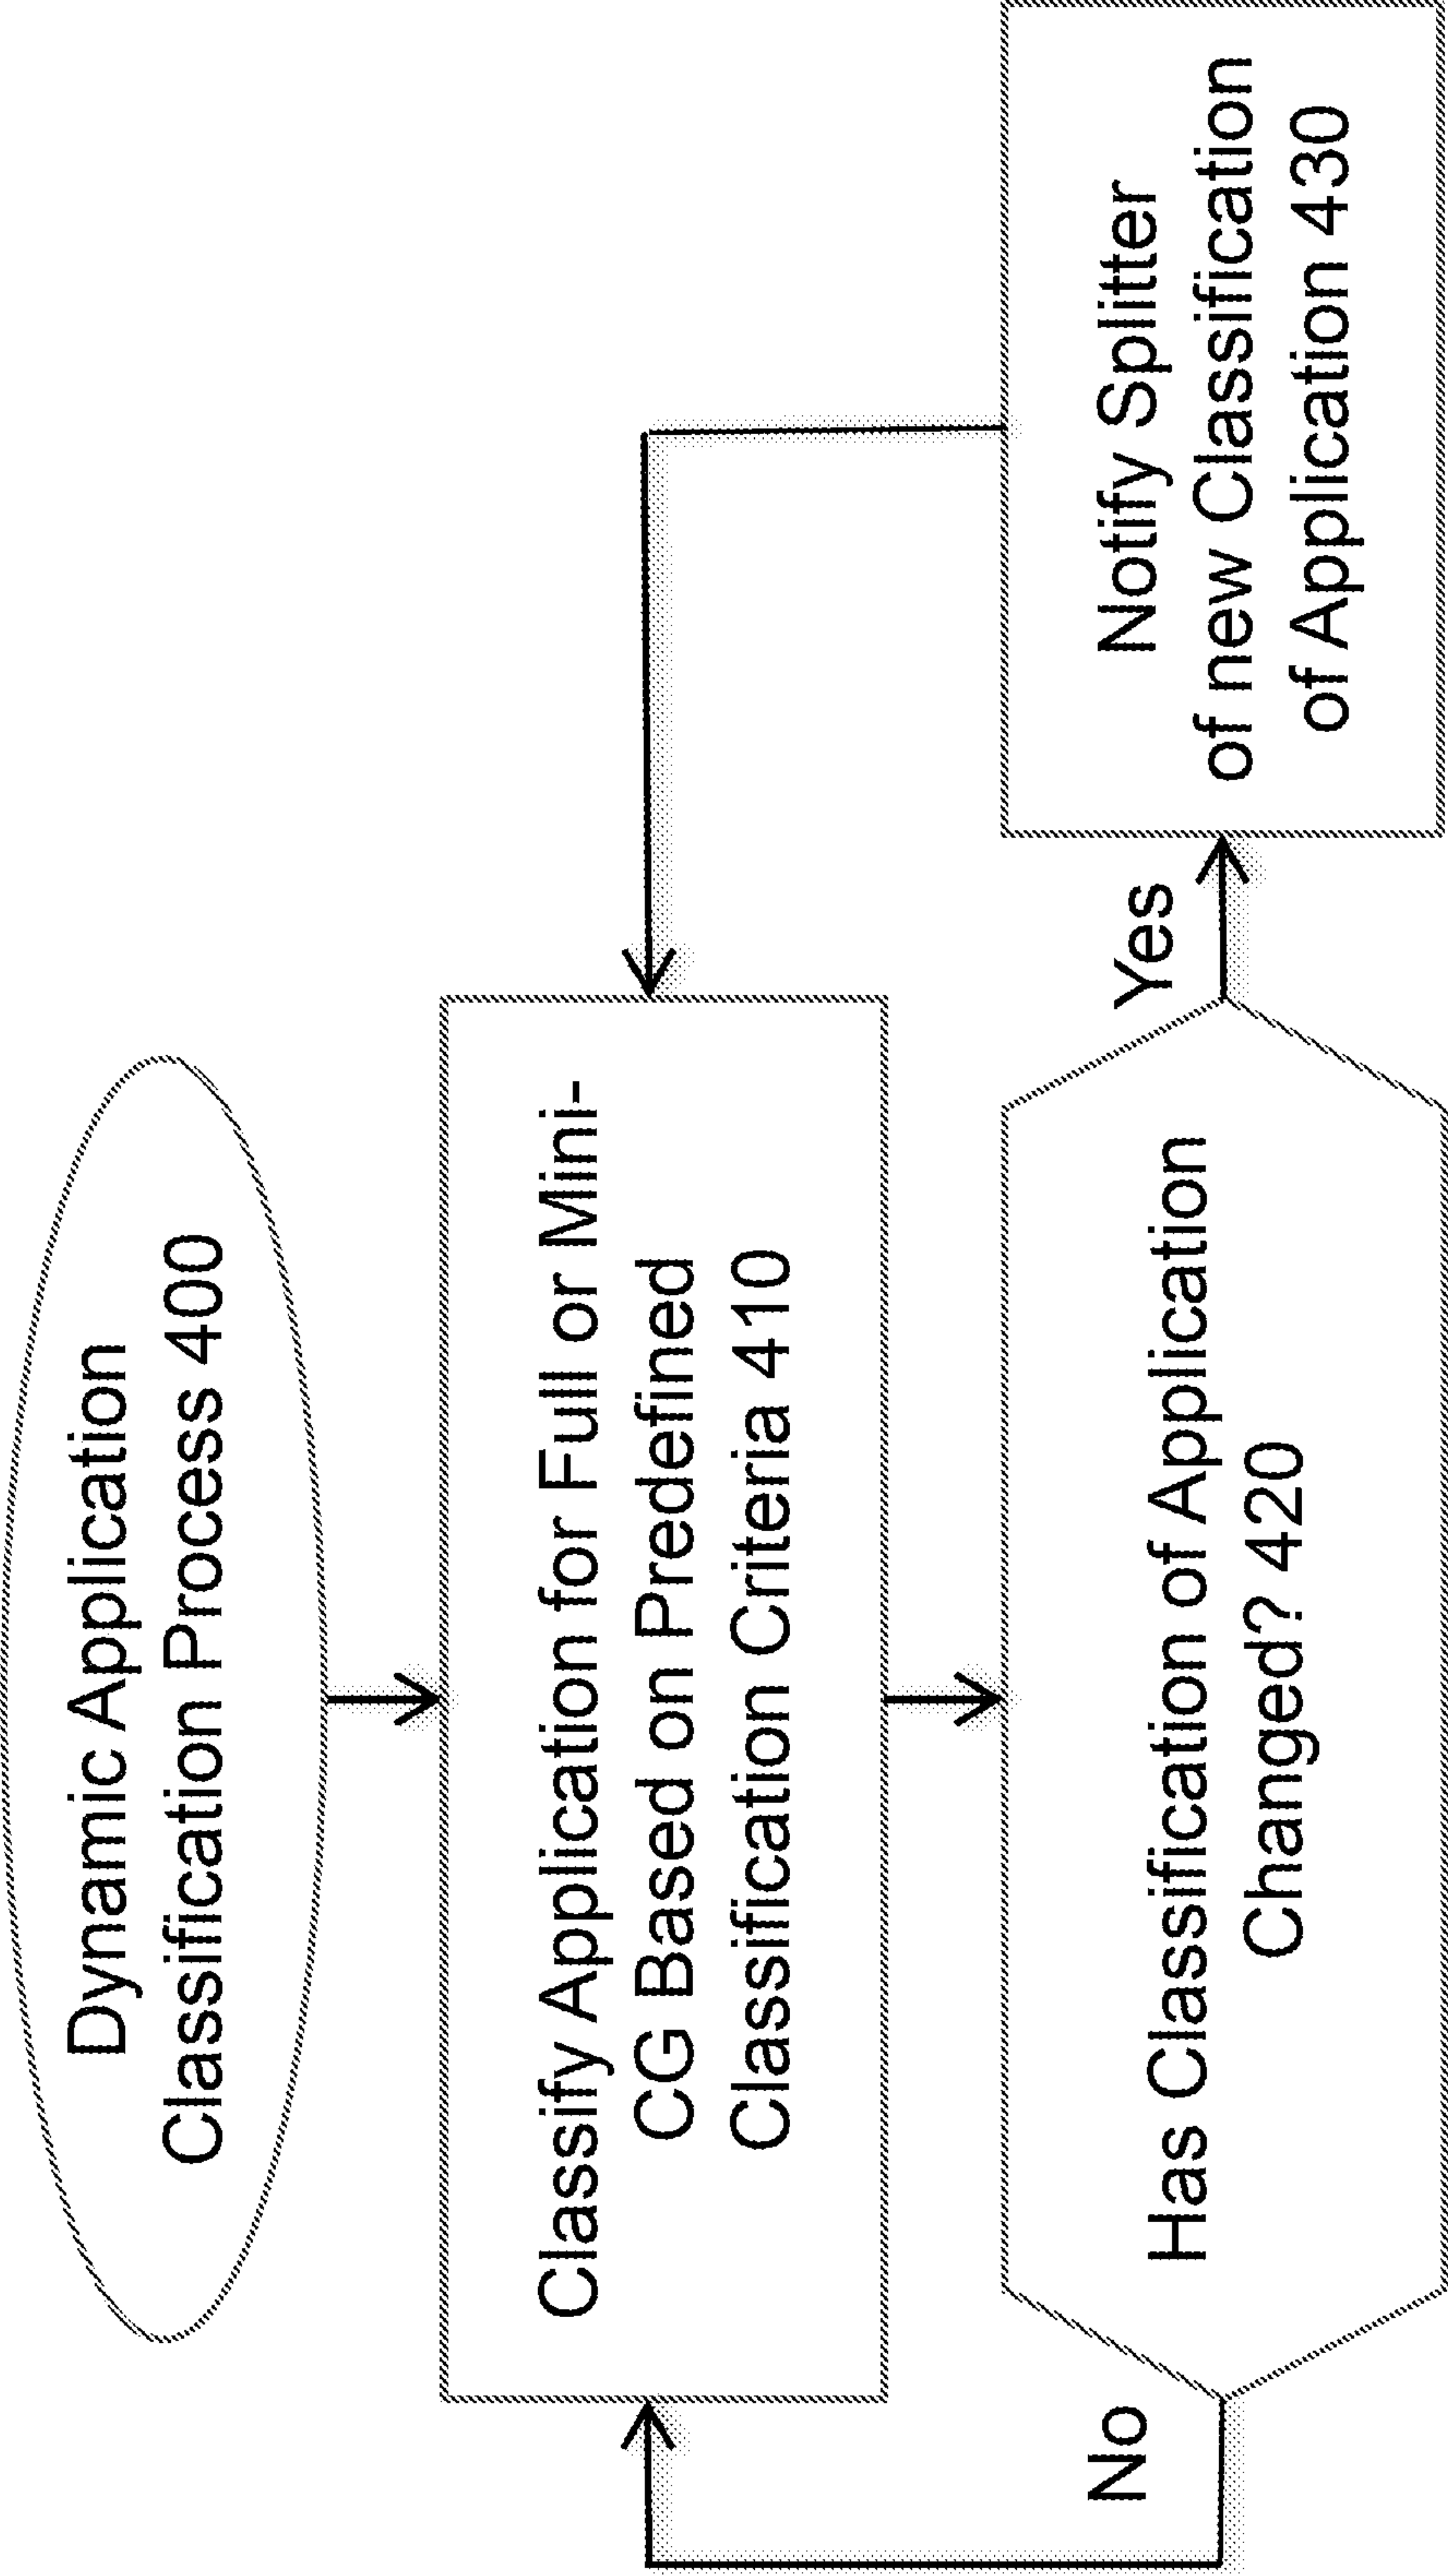 Dynamic Application
Classification Process 400
Classify Application for Full or Mini-
CG Based on Predefined
Classification Criteria 410
Has Classification of Application
Changed? 420
No
Yes
Notify Splitter
of new Classification
of Application 430